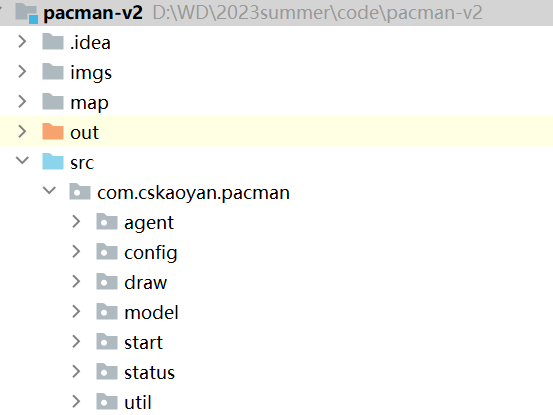 pacman-v2 D:\WD\2023summer\code\pacman-v2
.idea
imgs
map
out
src
com.cskaoyan.pacman
agent
config
draw
model
start
status
util